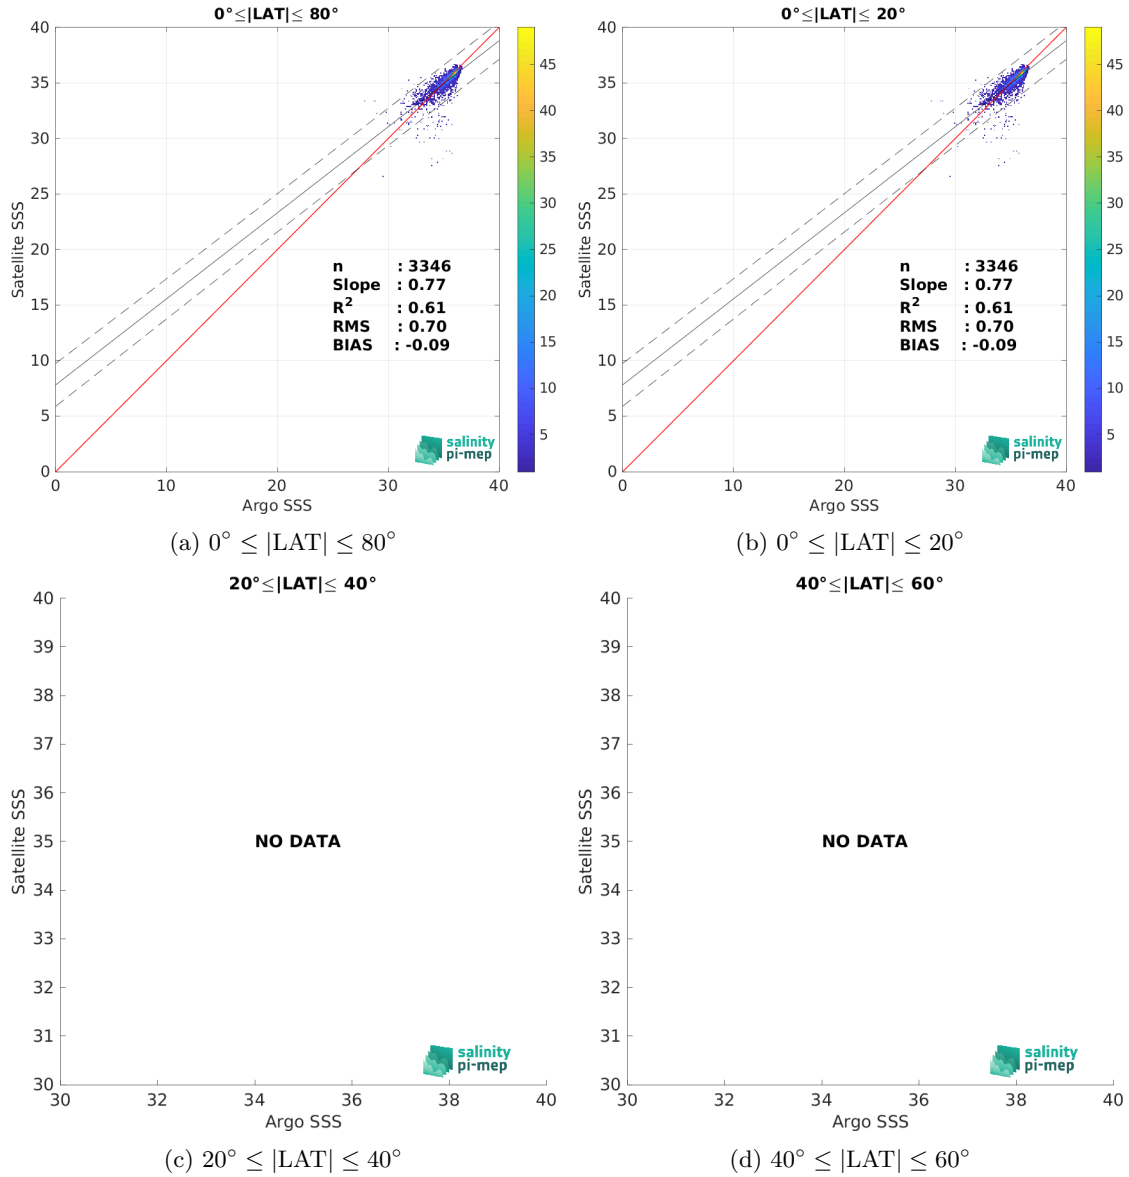 0°≤|LAT|≤ 80°
40
35
30
25
20
15
10
5
0
Satellite SSS
0
10
20
30
40
Argo SSS
n : 3346
Slope : 0.77
R² : 0.61
RMS : 0.70
BIAS : -0.09
salinity
pi-mep
45
40
35
30
25
20
15
10
5
(a) 0° ≤ |LAT| ≤ 80°
0°≤|LAT|≤ 20°
40
35
30
25
20
15
10
5
0
Satellite SSS
0
10
20
30
40
Argo SSS
n : 3346
Slope : 0.77
R² : 0.61
RMS : 0.70
BIAS : -0.09
salinity
pi-mep
45
40
35
30
25
20
15
10
5
(b) 0° ≤ |LAT| ≤ 20°
20°≤|LAT|≤ 40°
40
39
38
37
36
35
34
33
32
31
30
Satellite SSS
NO DATA
salinity
pi-mep
30
32
34
36
38
40
Argo SSS
(c) 20° ≤ |LAT| ≤ 40°
40°≤|LAT|≤ 60°
40
39
38
37
36
35
34
33
32
31
30
Satellite SSS
NO DATA
salinity
pi-mep
30
32
34
36
38
40
Argo SSS
(d) 40° ≤ |LAT| ≤ 60°